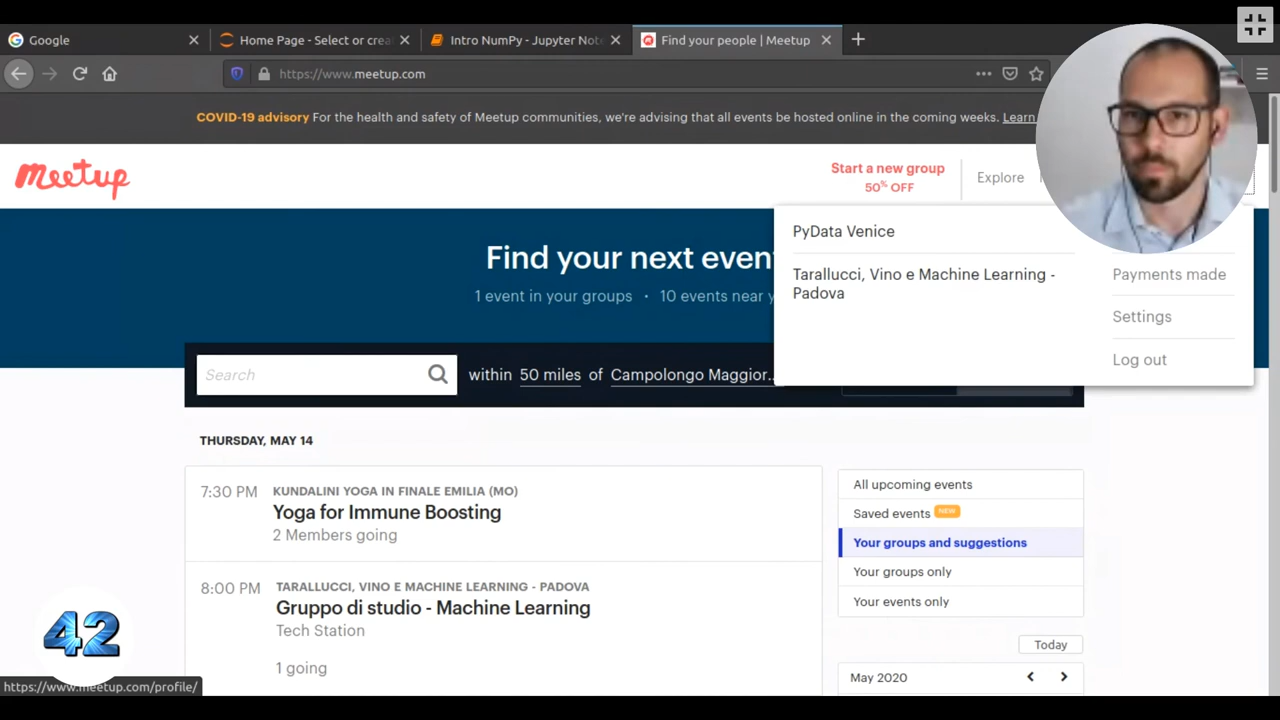 Google
Home Page - Select or crea
Intro NumPy - Jupyter Note
Find your people | Meetup
https://www.meetup.com
COVID-19 advisory For the health and safety of Meetup communities, we're advising that all events be hosted online in the coming weeks. Learn
meetup
Start a new group
50% OFF
Explore
PyData Venice
Tarallucci, Vino e Machine Learning -
Padova
Payments made
Settings
Log out
Find your next even
1 event in your groups · 10 events near y
Search
within 50 miles of Campolongo Maggior...
THURSDAY, MAY 14
7:30 PM
KUNDALINI YOGA IN FINALE EMILIA (MO)
Yoga for Immune Boosting
2 Members going
8:00 PM
TARALLUCCI, VINO E MACHINE LEARNING - PADOVA
Gruppo di studio - Machine Learning
Tech Station
1 going
All upcoming events
Saved events NEW
Your groups and suggestions
Your groups only
Your events only
Today
May 2020
42
https://www.meetup.com/profile/